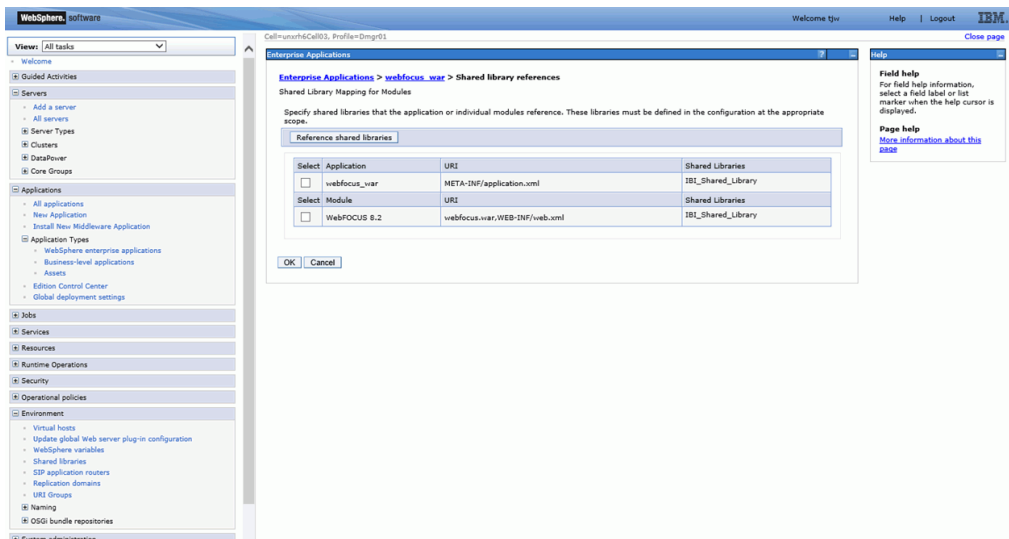 WebSphere. software
Welcome tjw
Help | Logout
IBM.
View: All tasks
Welcome
Guided Activities
Servers
Add a server
All servers
Server Types
Clusters
DataPower
Core Groups
Applications
All applications
New Application
Install New Middleware Application
Application Types
WebSphere enterprise applications
Business-level applications
Assets
Edition Control Center
Global deployment settings
Jobs
Services
Resources
Runtime Operations
Security
Operational policies
Environment
Virtual hosts
Update global Web server plug-in configuration
WebSphere variables
Shared libraries
SIP application routers
Replication domains
URI Groups
Naming
OSGi bundle repositories
System administration
Cell=unxrh6Cell03, Profile=Dmgr01
Close page
Enterprise Applications
?
Enterprise Applications > webfocus_war > Shared library references
Shared Library Mapping for Modules
Specify shared libraries that the application or individual modules reference. These libraries must be defined in the configuration at the appropriate
scope.
Reference shared libraries
Select Application URI Shared Libraries
webfocus_war META-INF/application.xml IBI_Shared_Library
Select Module URI Shared Libraries
WebFOCUS 8.2 webfocus.war,WEB-INF/web.xml IBI_Shared_Library
OK Cancel
Help
Field help
For field help information,
select a field label or list
marker when the help cursor is
displayed.
Page help
More information about this
page